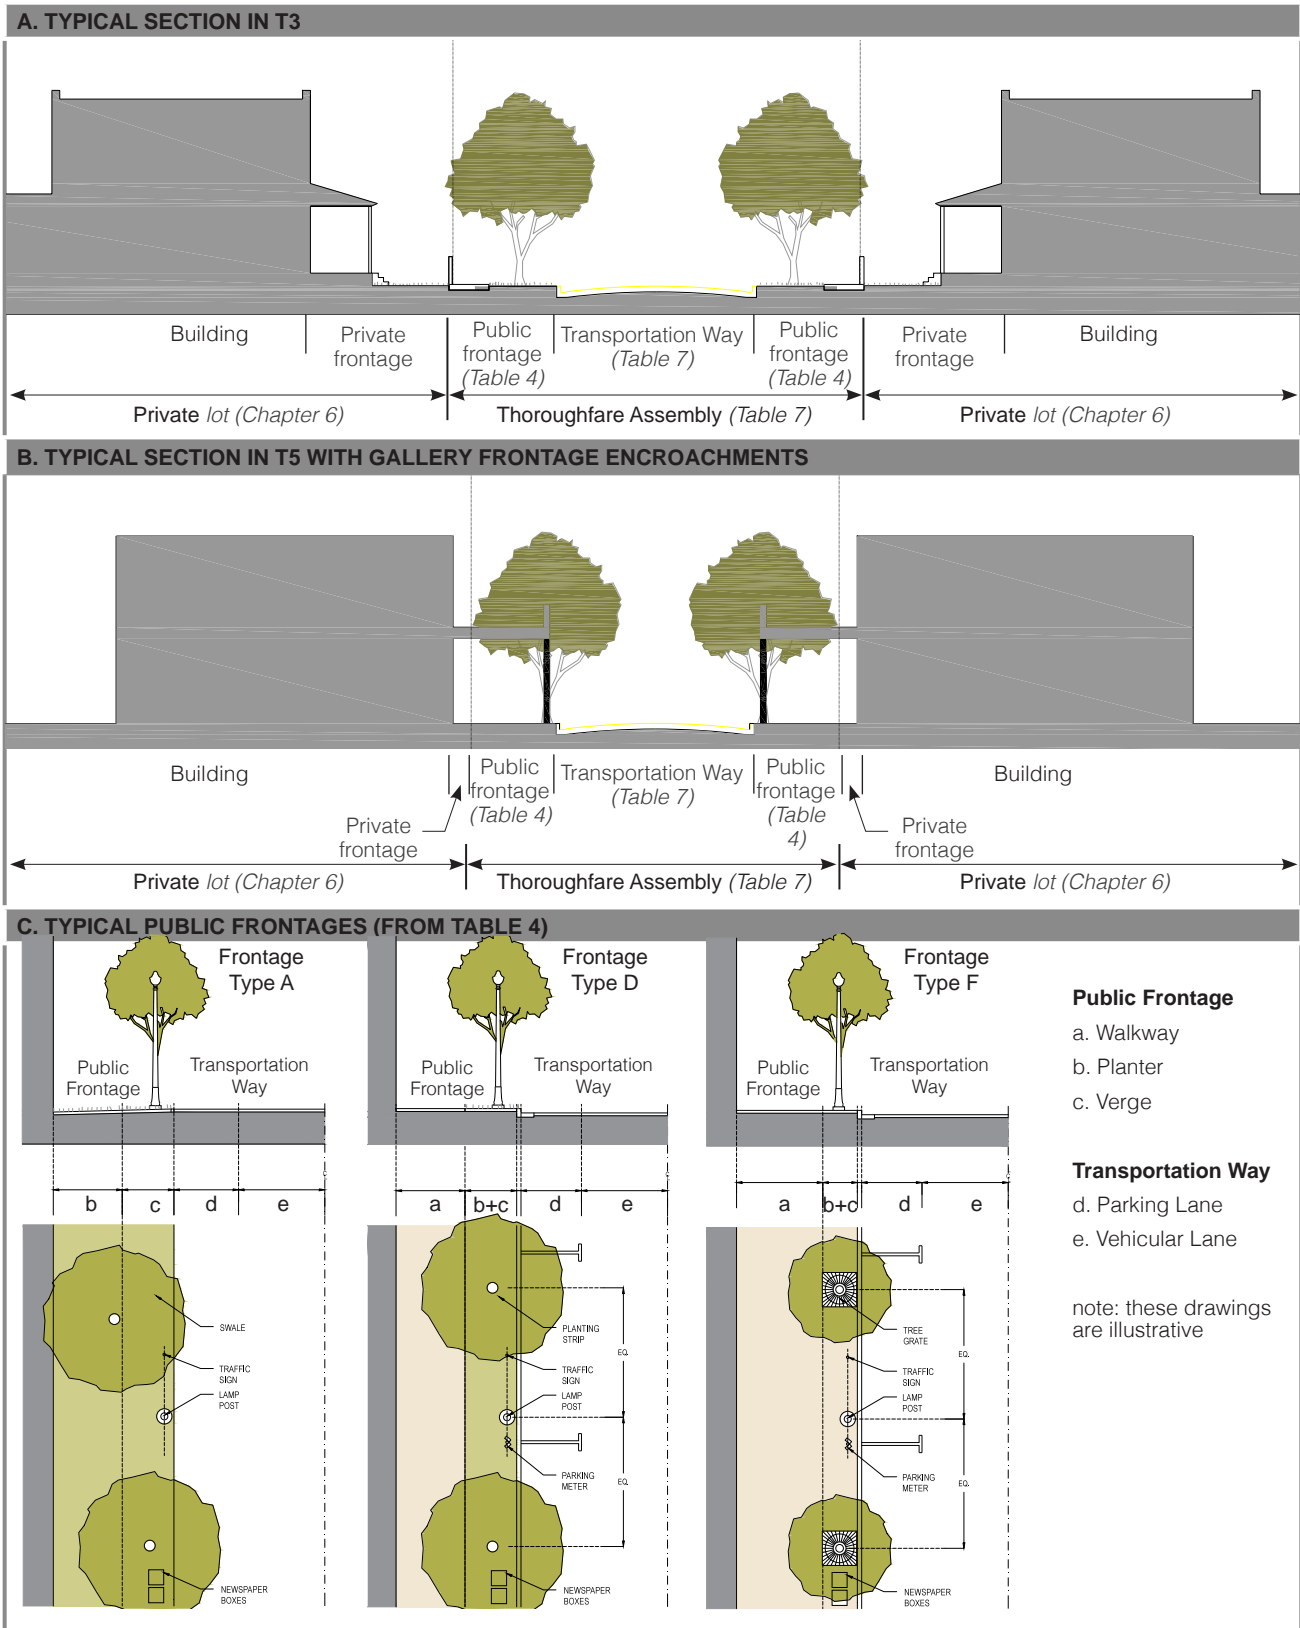 A. TYPICAL SECTION IN T3
Building
Private
frontage
Public
frontage
(Table 4)
Transportation Way
(Table 7)
Public
frontage
(Table 4)
Private
frontage
Building
Private lot (Chapter 6)
Thoroughfare Assembly (Table 7)
Private lot (Chapter 6)
B. TYPICAL SECTION IN T5 WITH GALLERY FRONTAGE ENCROACHMENTS
Building
Private
frontage
Public
frontage
(Table 4)
Transportation Way
(Table 7)
Public
frontage
(Table
4)
Private
frontage
Building
Private lot (Chapter 6)
Thoroughfare Assembly (Table 7)
Private lot (Chapter 6)
C. TYPICAL PUBLIC FRONTAGES (FROM TABLE 4)
Frontage
Type A
Public
Frontage
Transportation
Way
b
c
d
e
SWALE
TRAFFIC
SIGN
LAMP
POST
NEWSPAPER
BOXES
Frontage
Type D
Public
Frontage
Transportation
Way
a
b+c
d
e
PLANTING
STRIP
EQ.
TRAFFIC
SIGN
LAMP
POST
PARKING
METER
EQ.
NEWSPAPER
BOXES
Frontage
Type F
Public
Frontage
Transportation
Way
a
b+c
d
e
TREE
GRATE
EQ.
TRAFFIC
SIGN
LAMP
POST
PARKING
METER
EQ.
NEWSPAPER
BOXES
Public Frontage
a. Walkway
b. Planter
c. Verge
Transportation Way
d. Parking Lane
e. Vehicular Lane
note: these drawings
are illustrative